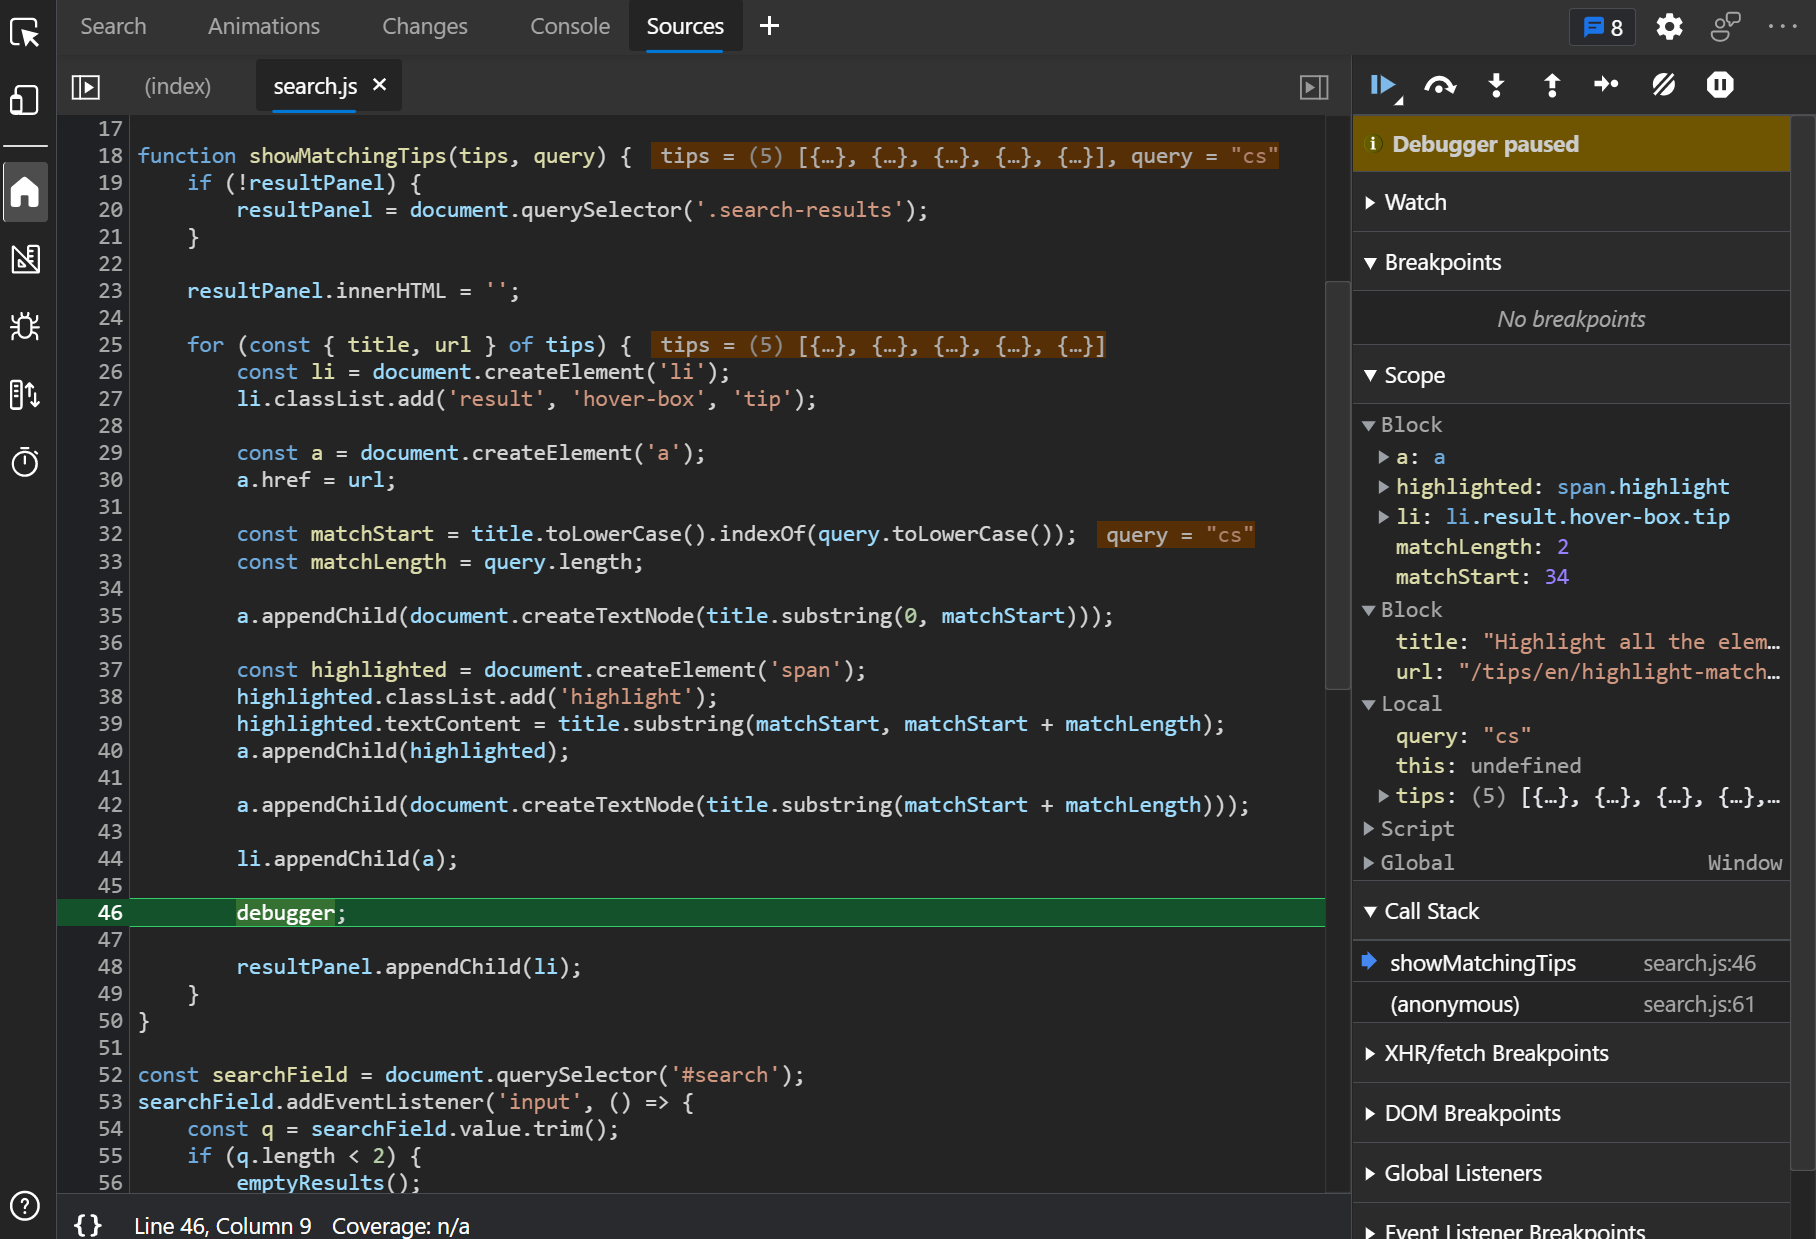 Search Animations Changes Console Sources + 8
(index) search.js
17
18 function showMatchingTips(tips, query) { tips = (5) [{…}, {…}, {…}, {…}, {…}], query = "cs"
19     if (!resultPanel) {
20         resultPanel = document.querySelector('.search-results');
21     }
22
23     resultPanel.innerHTML = '';
24
25     for (const { title, url } of tips) { tips = (5) [{…}, {…}, {…}, {…}, {…}]
26         const li = document.createElement('li');
27         li.classList.add('result', 'hover-box', 'tip');
28
29         const a = document.createElement('a');
30         a.href = url;
31
32         const matchStart = title.toLowerCase().indexOf(query.toLowerCase()); query = "cs"
33         const matchLength = query.length;
34
35         a.appendChild(document.createTextNode(title.substring(0, matchStart)));
36
37         const highlighted = document.createElement('span');
38         highlighted.classList.add('highlight');
39         highlighted.textContent = title.substring(matchStart, matchStart + matchLength);
40         a.appendChild(highlighted);
41
42         a.appendChild(document.createTextNode(title.substring(matchStart + matchLength)));
43
44         li.appendChild(a);
45
46         debugger;
47
48         resultPanel.appendChild(li);
49     }
50 }
51
52 const searchField = document.querySelector('#search');
53 searchField.addEventListener('input', () => {
54     const q = searchField.value.trim();
55     if (q.length < 2) {
56         emptyResults();
{} Line 46, Column 9 Coverage: n/a
Debugger paused
Watch
Breakpoints
No breakpoints
Scope
Block
a: a
highlighted: span.highlight
li: li.result.hover-box.tip
matchLength: 2
matchStart: 34
Block
title: "Highlight all the elem…
url: "/tips/en/highlight-match…
Local
query: "cs"
this: undefined
tips: (5) [{…}, {…}, {…}, {…},…
Script
Global Window
Call Stack
showMatchingTips search.js:46
(anonymous) search.js:61
XHR/fetch Breakpoints
DOM Breakpoints
Global Listeners
Event Listener Breakpoints